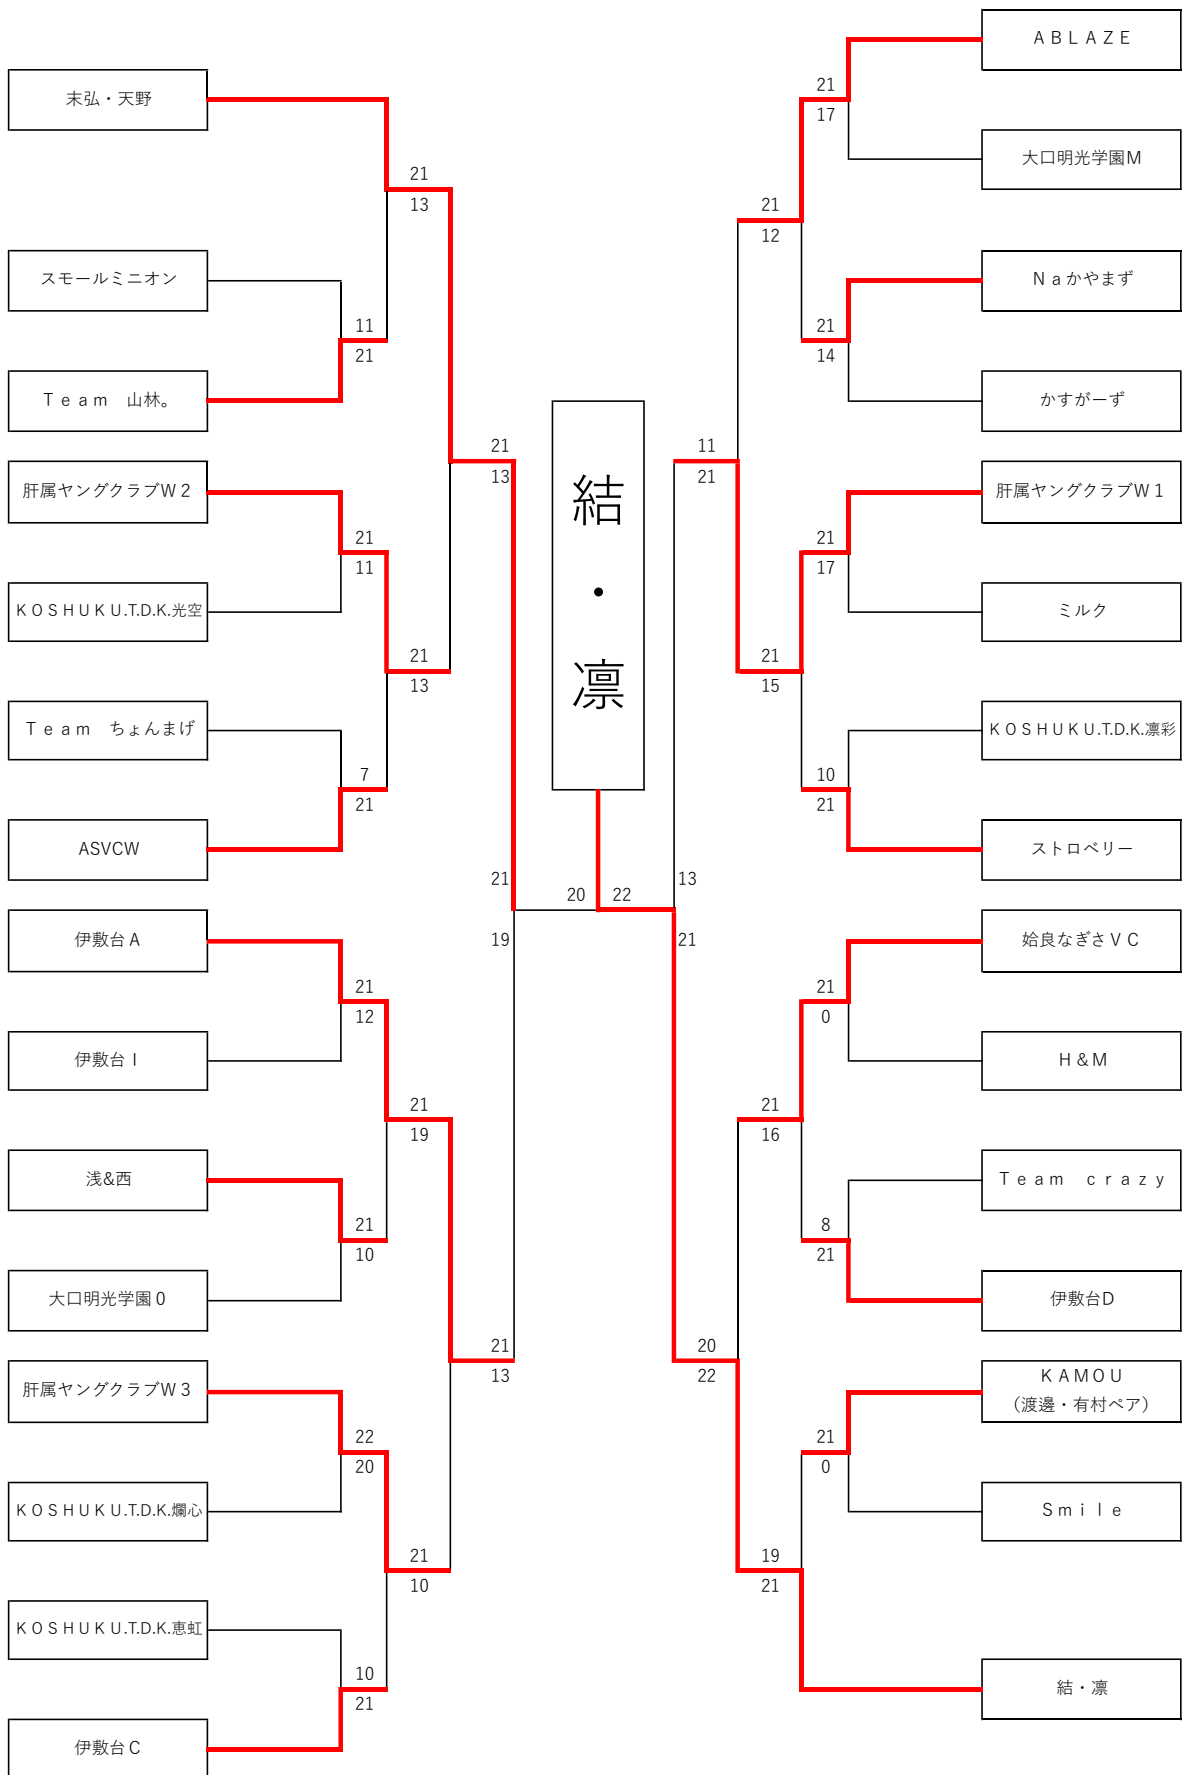 ＡＢＬＡＺＥ
末弘・天野
21
17
大口明光学園Ｍ
21
13
21
12
スモールミニオン
Ｎａかやまず
11
21
21
14
Ｔｅａｍ　山林。
かすがーず
21
13
11
21
肝属ヤングクラブＷ２
肝属ヤングクラブＷ１
結・凛
21
11
21
17
ＫＯＳＨＵＫＵ.T.D.K.光空
ミルク
21
13
21
15
Ｔｅａｍ　ちょんまげ
ＫＯＳＨＵＫＵ.T.D.K.凛彩
7
21
10
21
ASVCW
ストロベリー
21
19
20
22
13
21
伊敷台Ａ
姶良なぎさＶＣ
21
12
21
0
伊敷台Ｉ
Ｈ＆Ｍ
21
19
21
16
浅&西
Ｔｅａｍ　ｃｒａｚｙ
21
10
8
21
大口明光学園０
伊敷台D
21
13
20
22
肝属ヤングクラブＷ３
ＫＡＭＯＵ
（渡邊・有村ペア）
22
20
21
0
ＫＯＳＨＵＫＵ.T.D.K.爛心
Ｓｍｉｌｅ
21
10
19
21
ＫＯＳＨＵＫＵ.T.D.K.恵虹
10
21
結・凛
伊敷台Ｃ